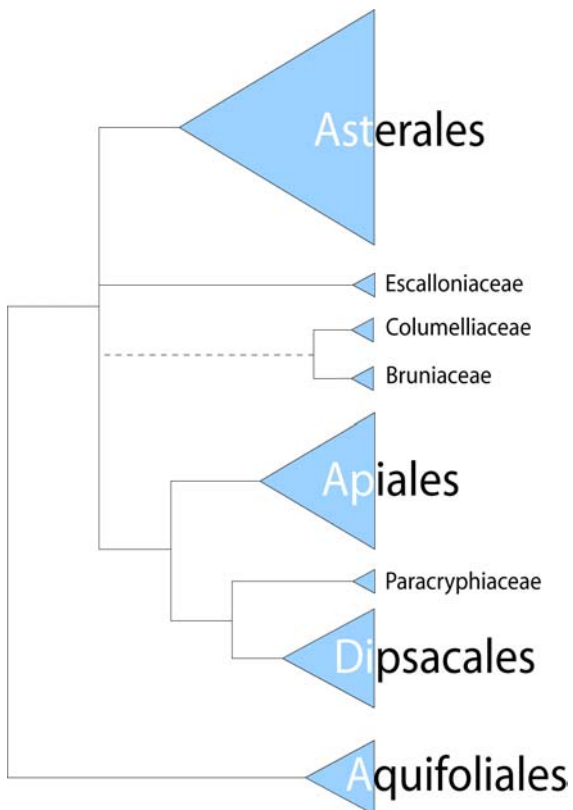 Asterales
Escalloniaceae
Columelliaceae
Bruniaceae
Apiales
Paracryphiaceae
Dipsacales
Aquifoliales